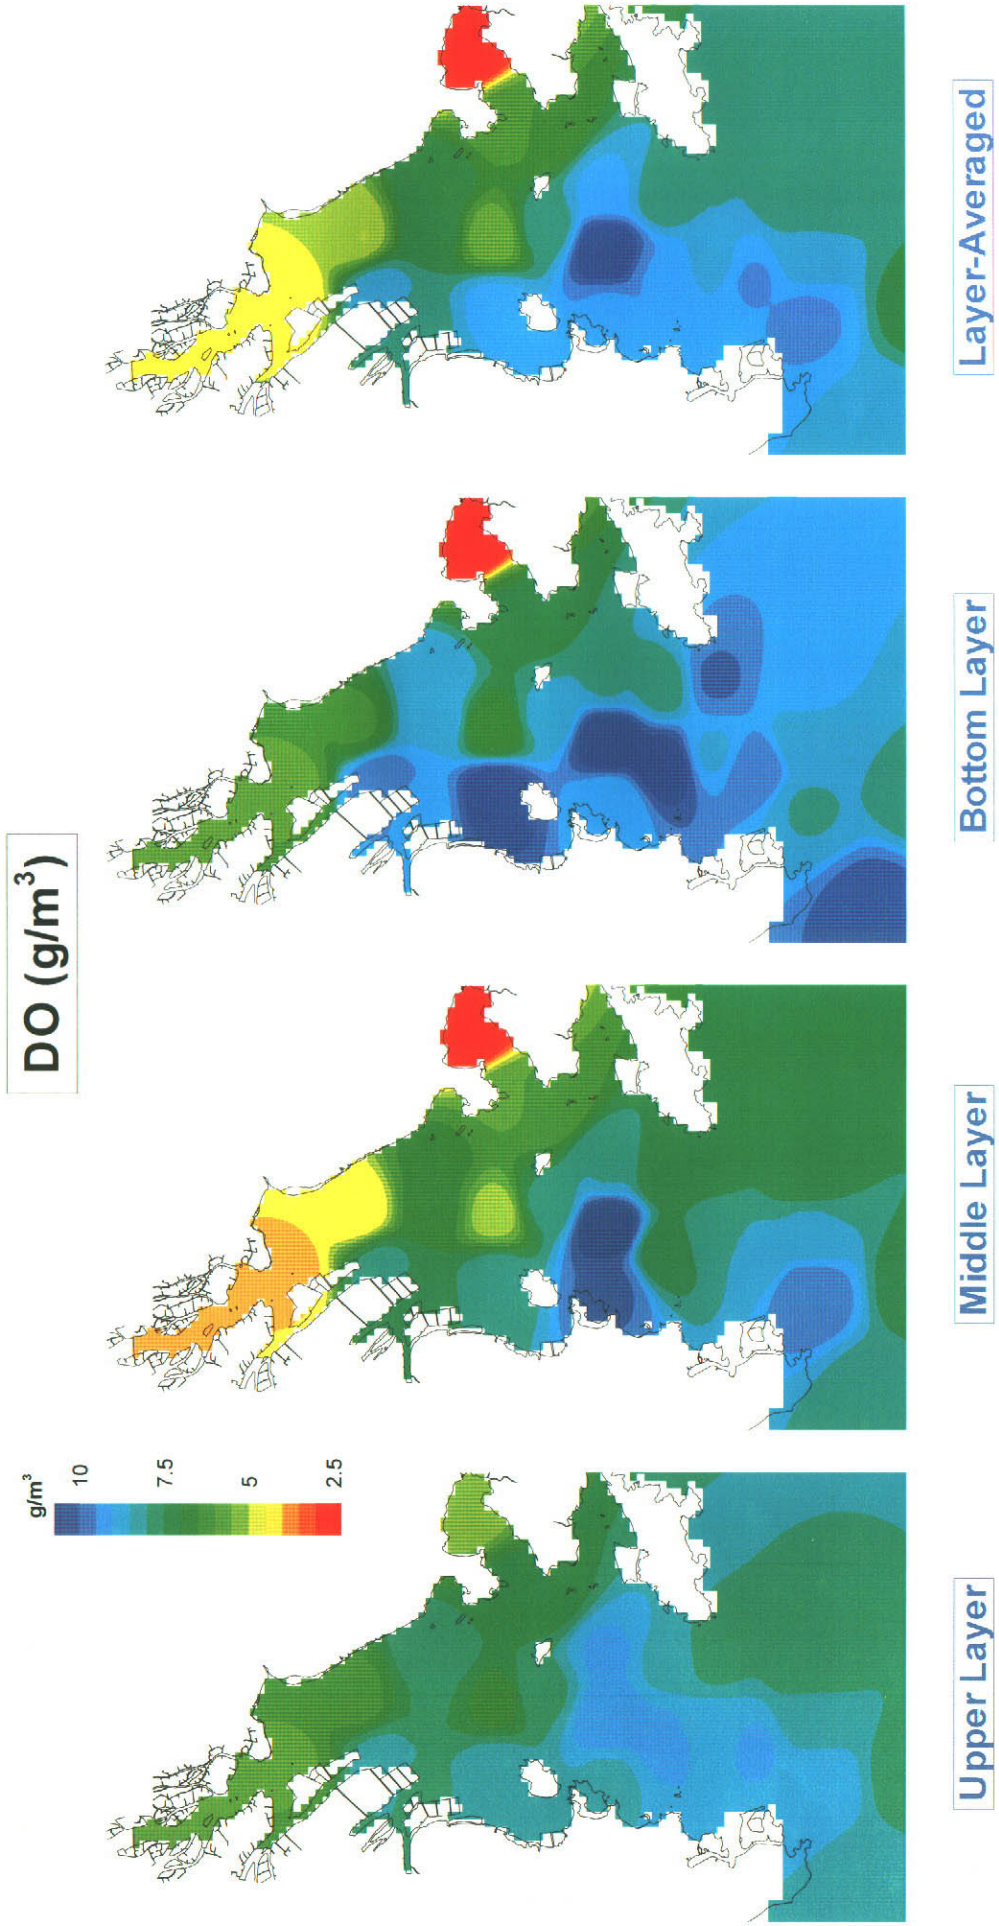 DO (g/m³)
g/m³
10
7.5
5
2.5
Upper Layer
Middle Layer
Bottom Layer
Layer-Averaged